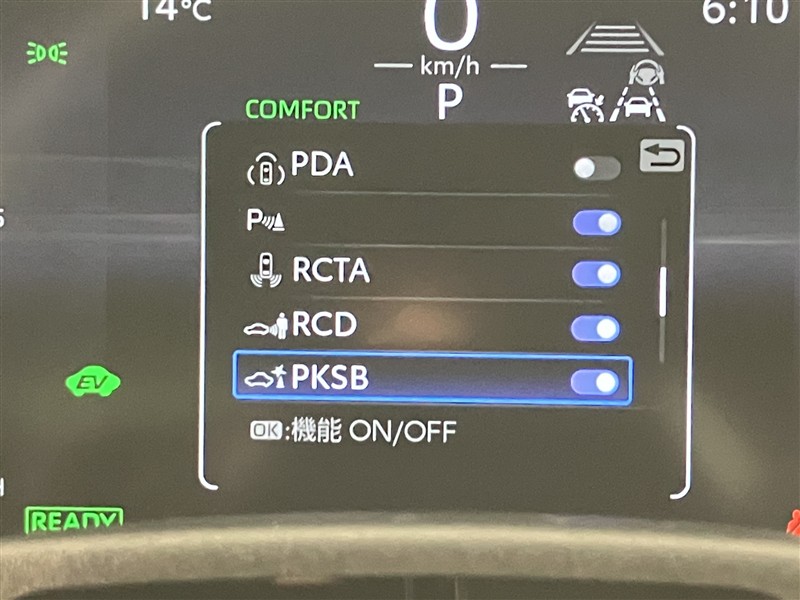 14℃
0
6:10
km/h
P
COMFORT
PDA
P
RCTA
RCD
PKSB
OK:機能 ON/OFF
EV
READY